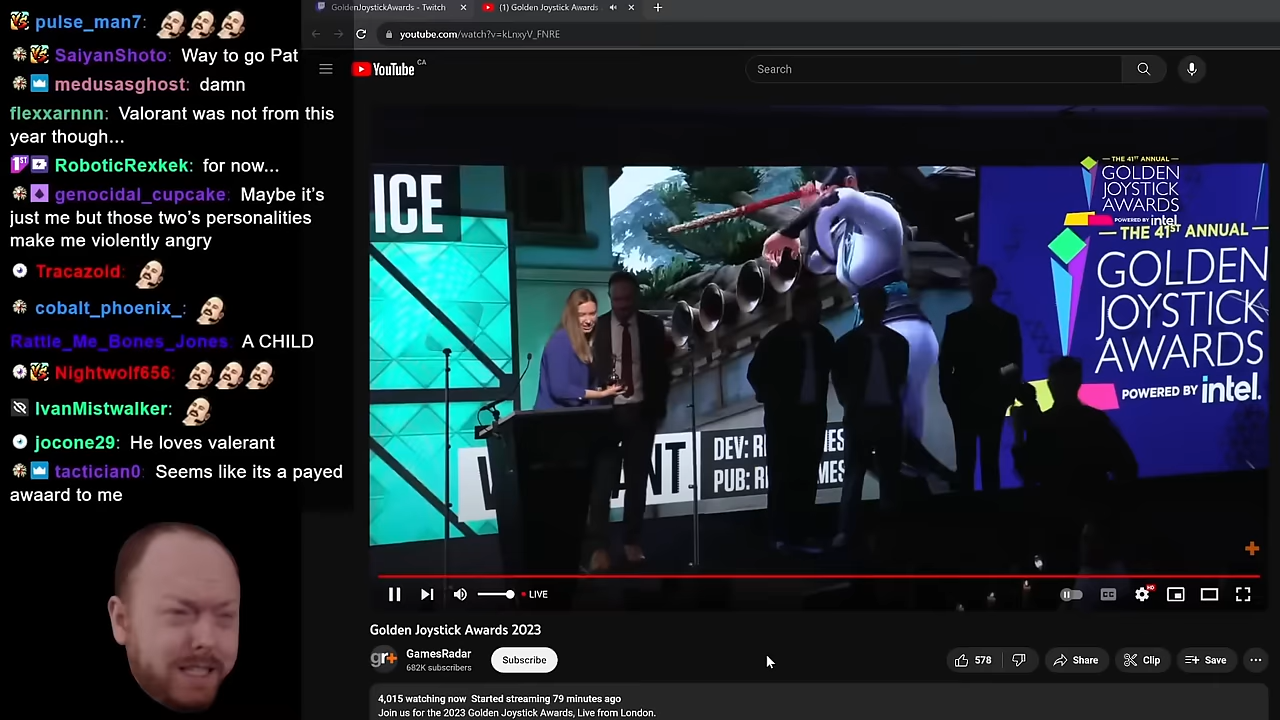 pulse_man7:
SaiyanShoto: Way to go Pat
medusasghost: damn
flexxarnnn: Valorant was not from this
year though...
RoboticRexkek: for now...
genocidal_cupcake: Maybe it's
just me but those two's personalities
make me violently angry
Tracazoid:
cobalt_phoenix_:
Rattle_Me_Bones_Jones: A CHILD
Nightwolf656:
IvanMistwalker:
jocone29: He loves valerant
tactician0: Seems like its a payed
awaard to me
GoldenJoystickAwards - Twitch
(1) Golden Joystick Awards
youtube.com/watch?v=kLnxyV_FNRE
YouTube CA
Search
ICE
THE 41ST ANNUAL
GOLDEN
JOYSTICK
AWARDS
POWERED BY intel.
THE 41ST ANNUAL
GOLDEN
JOYSTICK
AWARDS
POWERED BY intel.
DEV:
PUB:
LIVE
CC
HD
Golden Joystick Awards 2023
gr+
GamesRadar
682K subscribers
Subscribe
578
Share
Clip
Save
4,015 watching now Started streaming 79 minutes ago
Join us for the 2023 Golden Joystick Awards, Live from London.